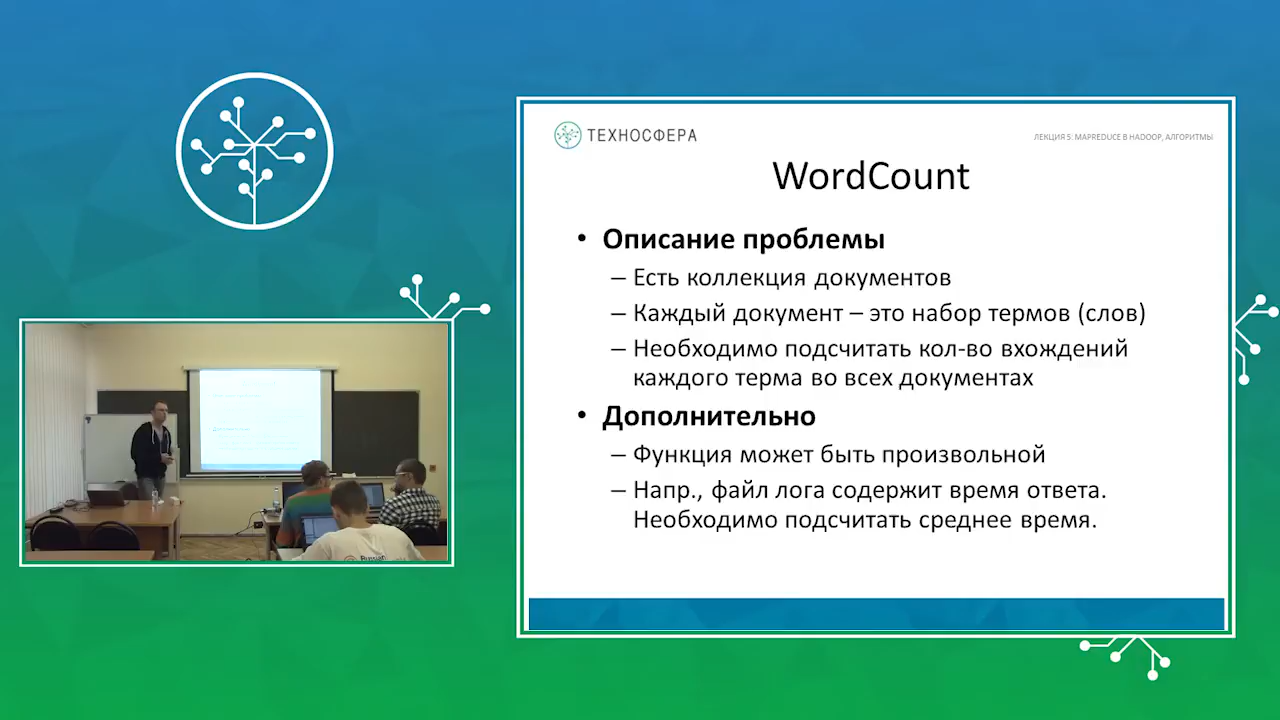 ТЕХНОСФЕРА
ЛЕКЦИЯ 5: MAPREDUCE В HADOOP, АЛГОРИТМЫ
WordCount
• Описание проблемы
– Есть коллекция документов
– Каждый документ – это набор термов (слов)
– Необходимо подсчитать кол-во вхождений
каждого терма во всех документах
• Дополнительно
– Функция может быть произвольной
– Напр., файл лога содержит время ответа.
Необходимо подсчитать среднее время.
Russian